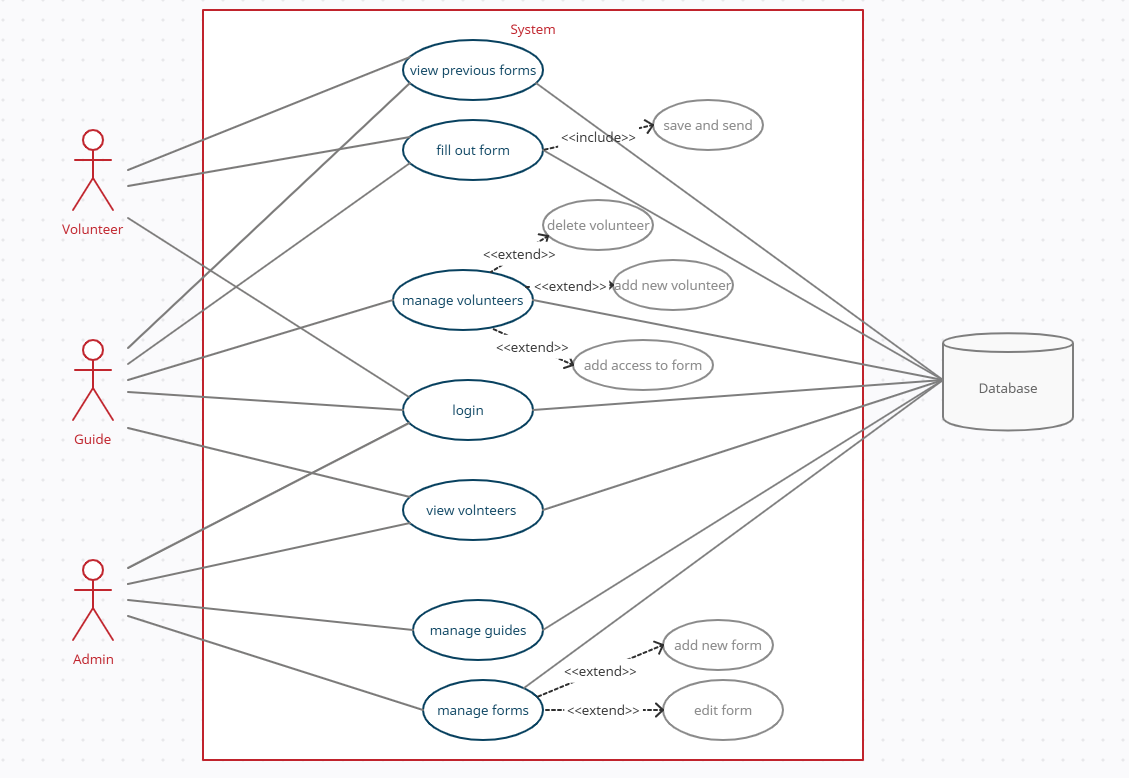 System
view previous forms
save and send
<<include>>
fill out form
Volunteer
delete volunteer
<<extend>>
<<extend>>
add new volunteer
manage volunteers
<<extend>>
add access to form
Database
login
Guide
view volnteers
manage guides
add new form
Admin
<<extend>>
manage forms
<<extend>>
edit form